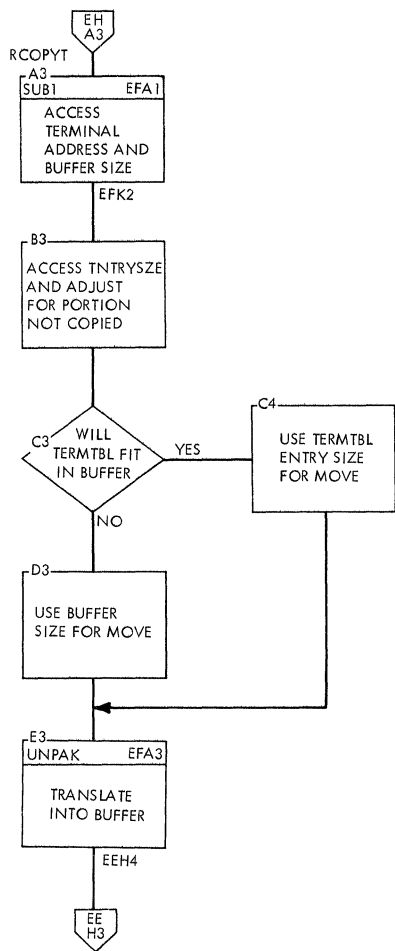 EH
A3
RCOPYT
A3
SUB1 EFA1
ACCESS
TERMINAL
ADDRESS AND
BUFFER SIZE
EFK2
B3
ACCESS TNTRYSZE
AND ADJUST
FOR PORTION
NOT COPIED
C3
WILL
TERMTBL FIT
IN BUFFER
YES
C4
USE TERMTBL
ENTRY SIZE
FOR MOVE
NO
D3
USE BUFFER
SIZE FOR MOVE
E3
UNPAK EFA3
TRANSLATE
INTO BUFFER
EEH4
EE
H3